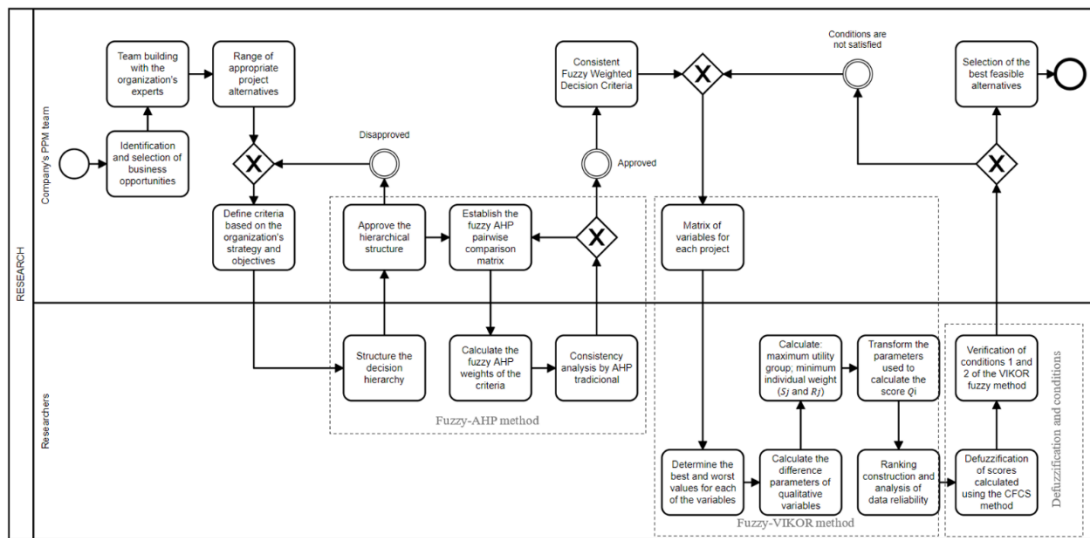 RESEARCH
Company's PPM team
Researchers
Team building
with the
organization's
experts
Range of
appropriate
project
alternatives
Identification
and selection of
business
opportunities
Disapproved
X
Define criteria
based on the
organization's
strategy and
objectives
Approve the
hierarchical
structure
Establish the
fuzzy AHP
pairwise
comparison
matrix
X
Approved
Consistent
Fuzzy Weighted
Decision Criteria
X
Conditions are
not satisfied
Selection of the
best feasible
alternatives
X
Matrix of
variables for
each project
Structure the
decision
hierarchy
Calculate the
fuzzy AHP
weights of the
criteria
Consistency
analysis by AHP
tradicional
Fuzzy-AHP method
Calculate:
maximum utility
group; minimum
individual weight
(Sj and Rj)
Transform the
parameters
used to
calculate the
score Qi
Verification of
conditions 1 and
2 of the VIKOR
fuzzy method
Determine the
best and worst
values for each
of the variables
Calculate the
difference
parameters of
qualitative
variables
Ranking
construction and
analysis of
data reliability
Defuzzification
of scores
calculated
using the CFCS
method
Fuzzy-VIKOR method
Defuzzification and conditions